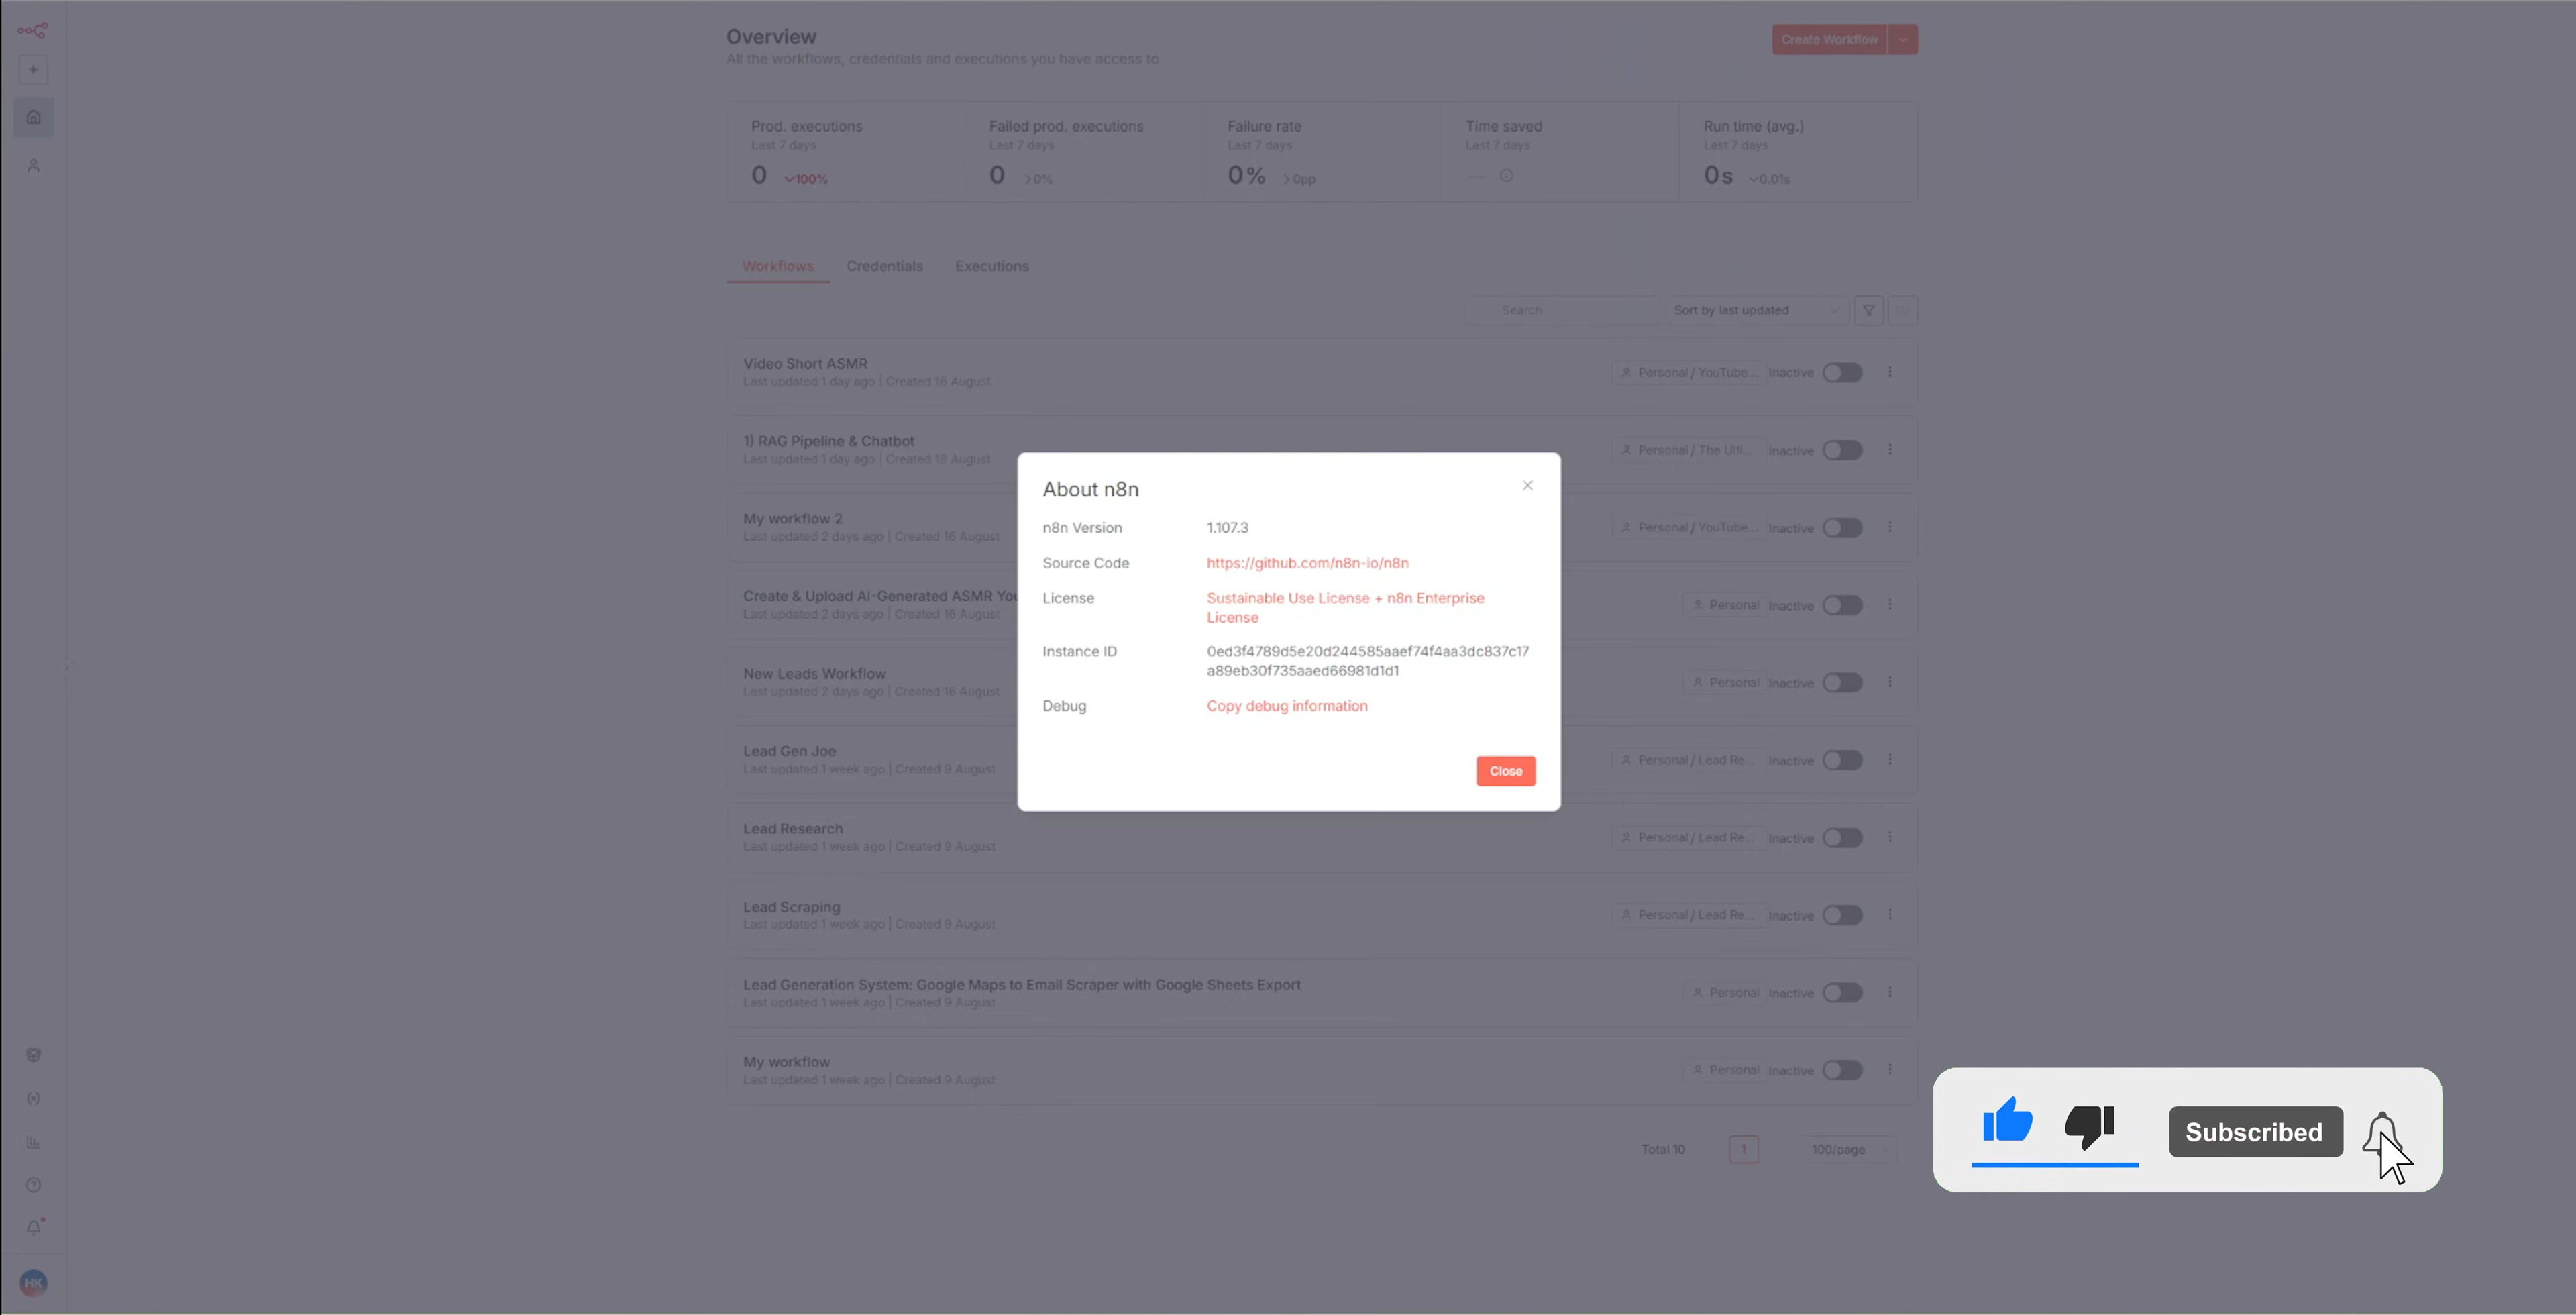 Overview
All the workflows, credentials and executions you have access to
Create Workflow
Prod. executions
Last 7 days
0 100%
Failed prod. executions
Last 7 days
0 0%
Failure rate
Last 7 days
0% 0pp
Time saved
Last 7 days
--
Run time (avg.)
Last 7 days
0s 0.01s
Workflows Credentials Executions
Search
Sort by last updated
Video Short ASMR
Last updated 1 day ago | Created 16 August
Personal / YouTube... Inactive
1) RAG Pipeline & Chatbot
Last updated 1 day ago | Created 18 August
Personal / The Ulti... Inactive
My workflow 2
Last updated 2 days ago | Created 16 August
Personal / YouTube... Inactive
Create & Upload AI-Generated ASMR You
Last updated 2 days ago | Created 16 August
Personal Inactive
New Leads Workflow
Last updated 2 days ago | Created 16 August
Personal Inactive
Lead Gen Joe
Last updated 1 week ago | Created 9 August
Personal / Lead Re... Inactive
Lead Research
Last updated 1 week ago | Created 9 August
Personal / Lead Re... Inactive
Lead Scraping
Last updated 1 week ago | Created 9 August
Personal / Lead Re... Inactive
Lead Generation System: Google Maps to Email Scraper with Google Sheets Export
Last updated 1 week ago | Created 9 August
Personal Inactive
My workflow
Last updated 1 week ago | Created 9 August
Personal Inactive
Total 10 1 100/page
About n8n
n8n Version 1.107.3
Source Code https://github.com/n8n-io/n8n
License Sustainable Use License + n8n Enterprise
License
Instance ID 0ed3f4789d5e20d244585aaef74f4aa3dc837c17
a89eb30f735aaed66981d1d1
Debug Copy debug information
Close
Subscribed
HK